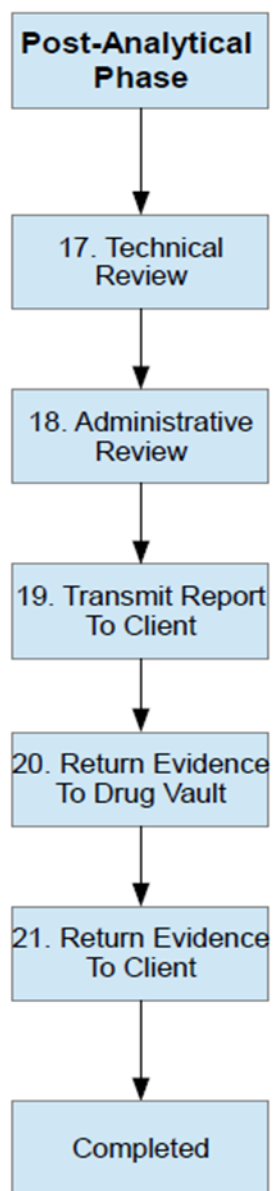 Post-Analytical
Phase
17. Technical
Review
18. Administrative
Review
19. Transmit Report
To Client
20. Return Evidence
To Drug Vault
21. Return Evidence
To Client
Completed